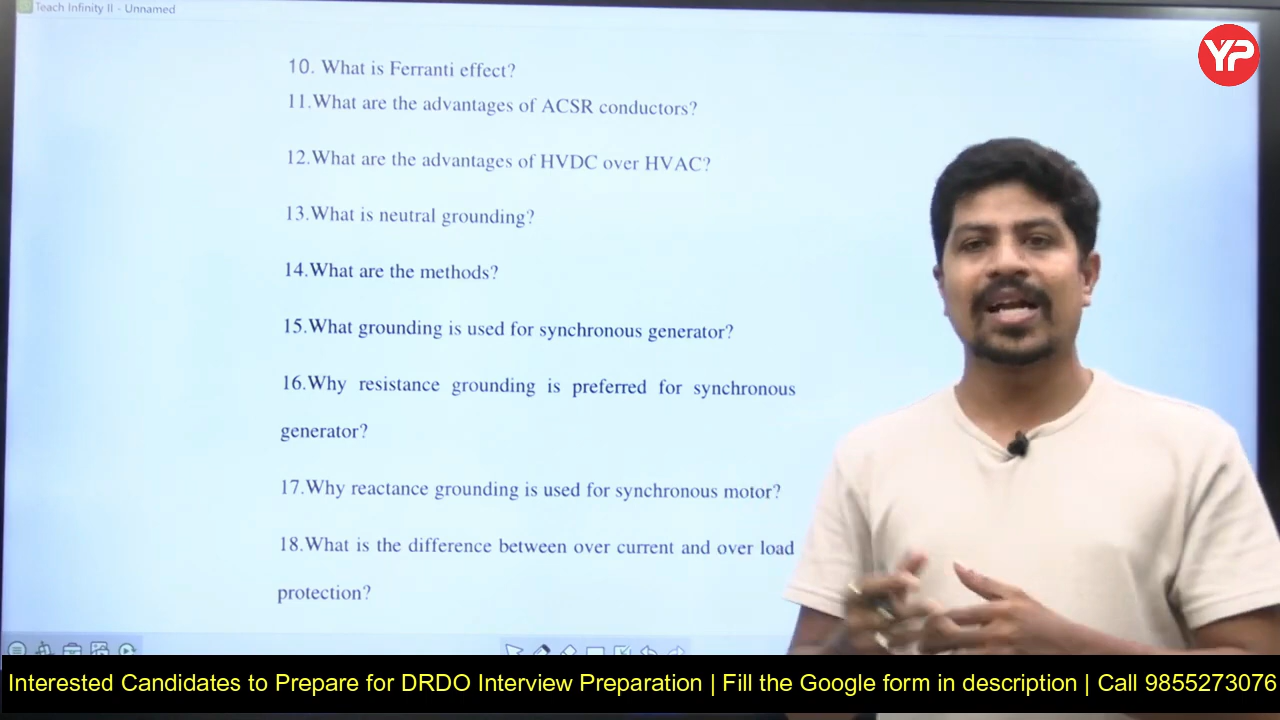 Teach Infinity II - Unnamed
YP
10. What is Ferranti effect?
11.What are the advantages of ACSR conductors?
12.What are the advantages of HVDC over HVAC?
13.What is neutral grounding?
14.What are the methods?
15.What grounding is used for synchronous generator?
16.Why resistance grounding is preferred for synchronous
generator?
17.Why reactance grounding is used for synchronous motor?
18.What is the difference between over current and over load
protection?
Interested Candidates to Prepare for DRDO Interview Preparation | Fill the Google form in description | Call 9855273076